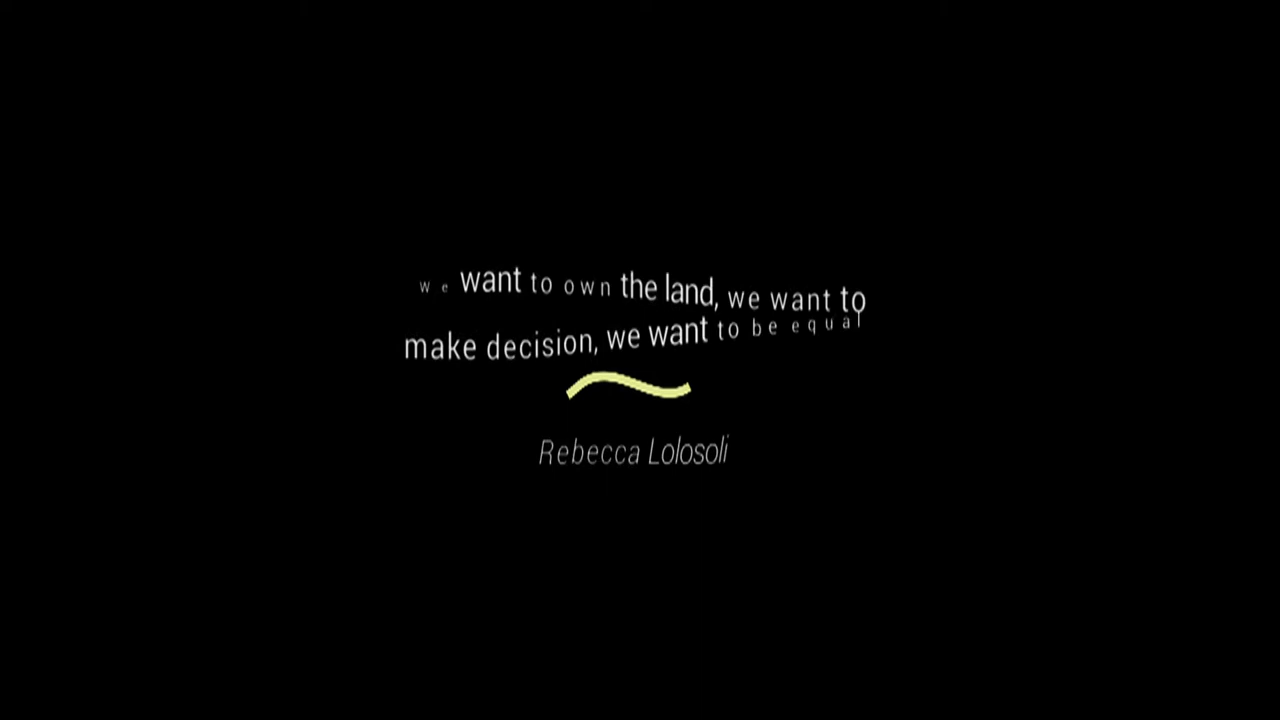 we want to own the land, we want to
make decision, we want to be equal
Rebecca Lolosoli